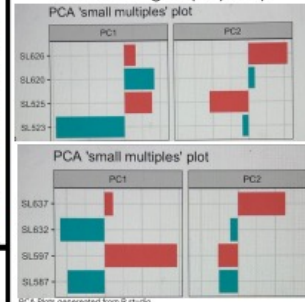 PCA 'small multiples' plot
PC1 PC2
SL626
SL620
SL525
SL523
PCA 'small multiples' plot
PC1 PC2
SL637
SL632
SL597
SL587